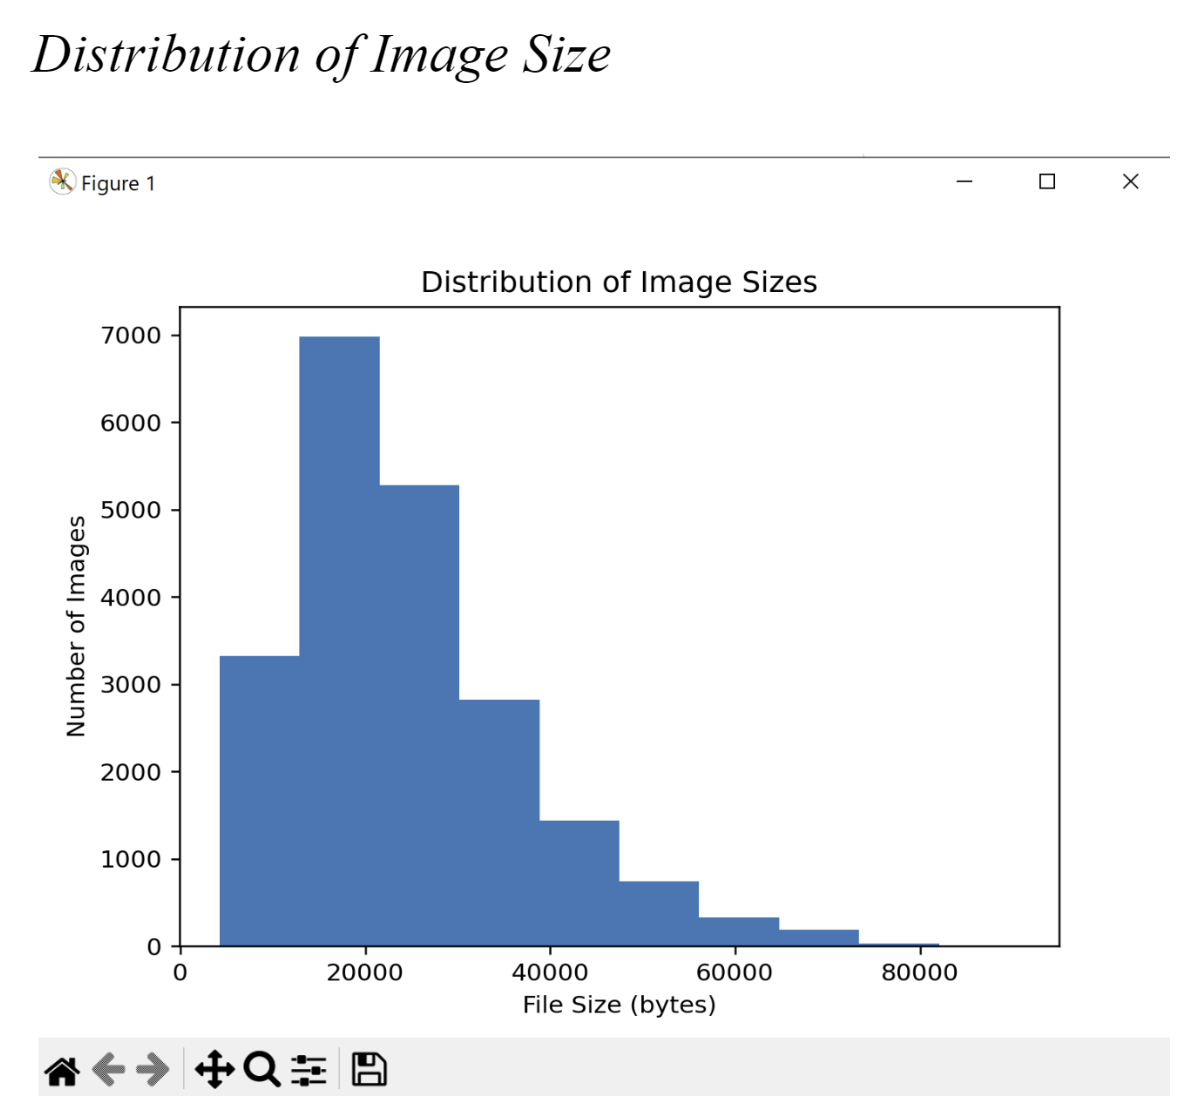 Distribution of Image Size
Figure 1
Distribution of Image Sizes
7000
6000
5000
4000
3000
2000
1000
0
Number of Images
0 20000 40000 60000 80000
File Size (bytes)